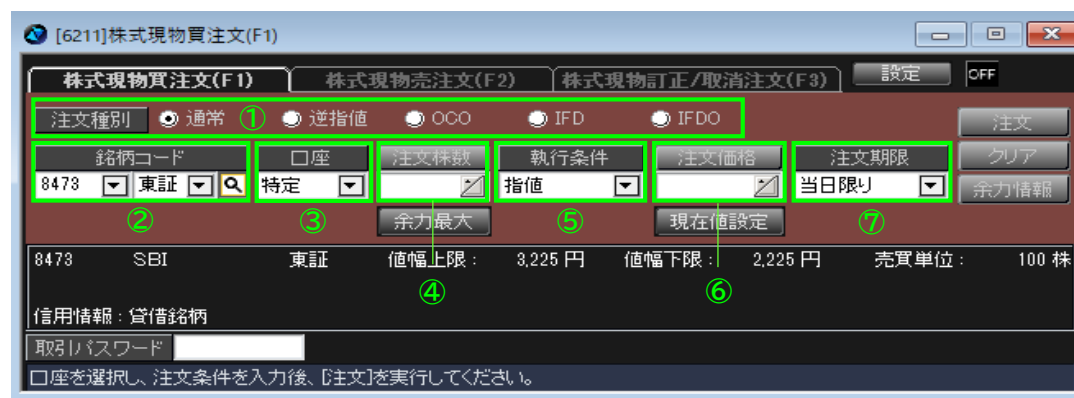 [6211]株式現物買注文(F1)
株式現物買注文(F1) 株式現物売注文(F2) 株式現物訂正/取消注文(F3) 設定 OFF
注文種別 通常 ① 逆指値 OCO IFD IFDO 注文
銘柄コード 口座 注文株数 執行条件 注文価格 注文期限 クリア
8473 東証 特定 指値 当日限り 余力情報
② ③ 余力最大 ⑤ 現在値設定 ⑦
8473 SBI 東証 値幅上限: 3,225 円 値幅下限: 2,225 円 売買単位: 100 株
④ ⑥
信用情報:貸借銘柄
取引パスワード
口座を選択し、注文条件を入力後、[注文]を実行してください。